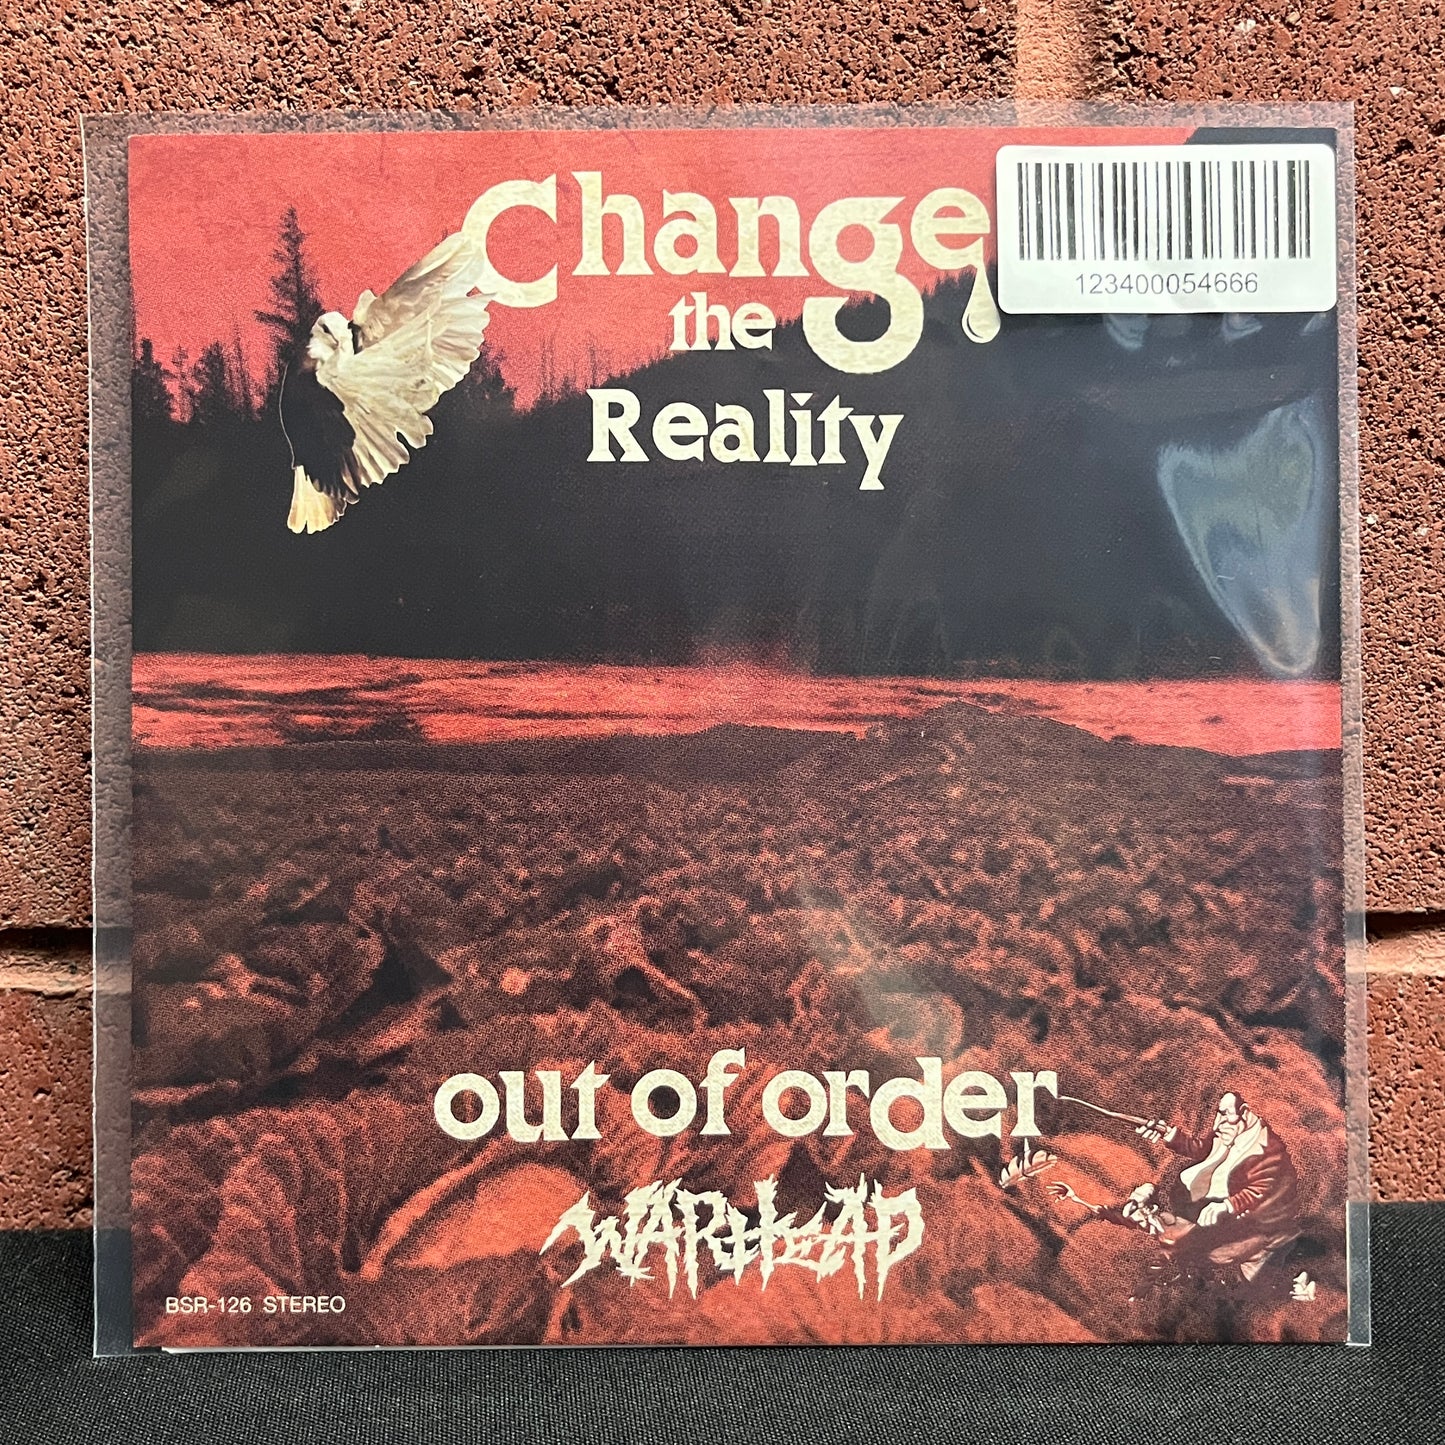 Change
the
Reality
123400054666
out of order
WARHEAD
BSR-126 STEREO